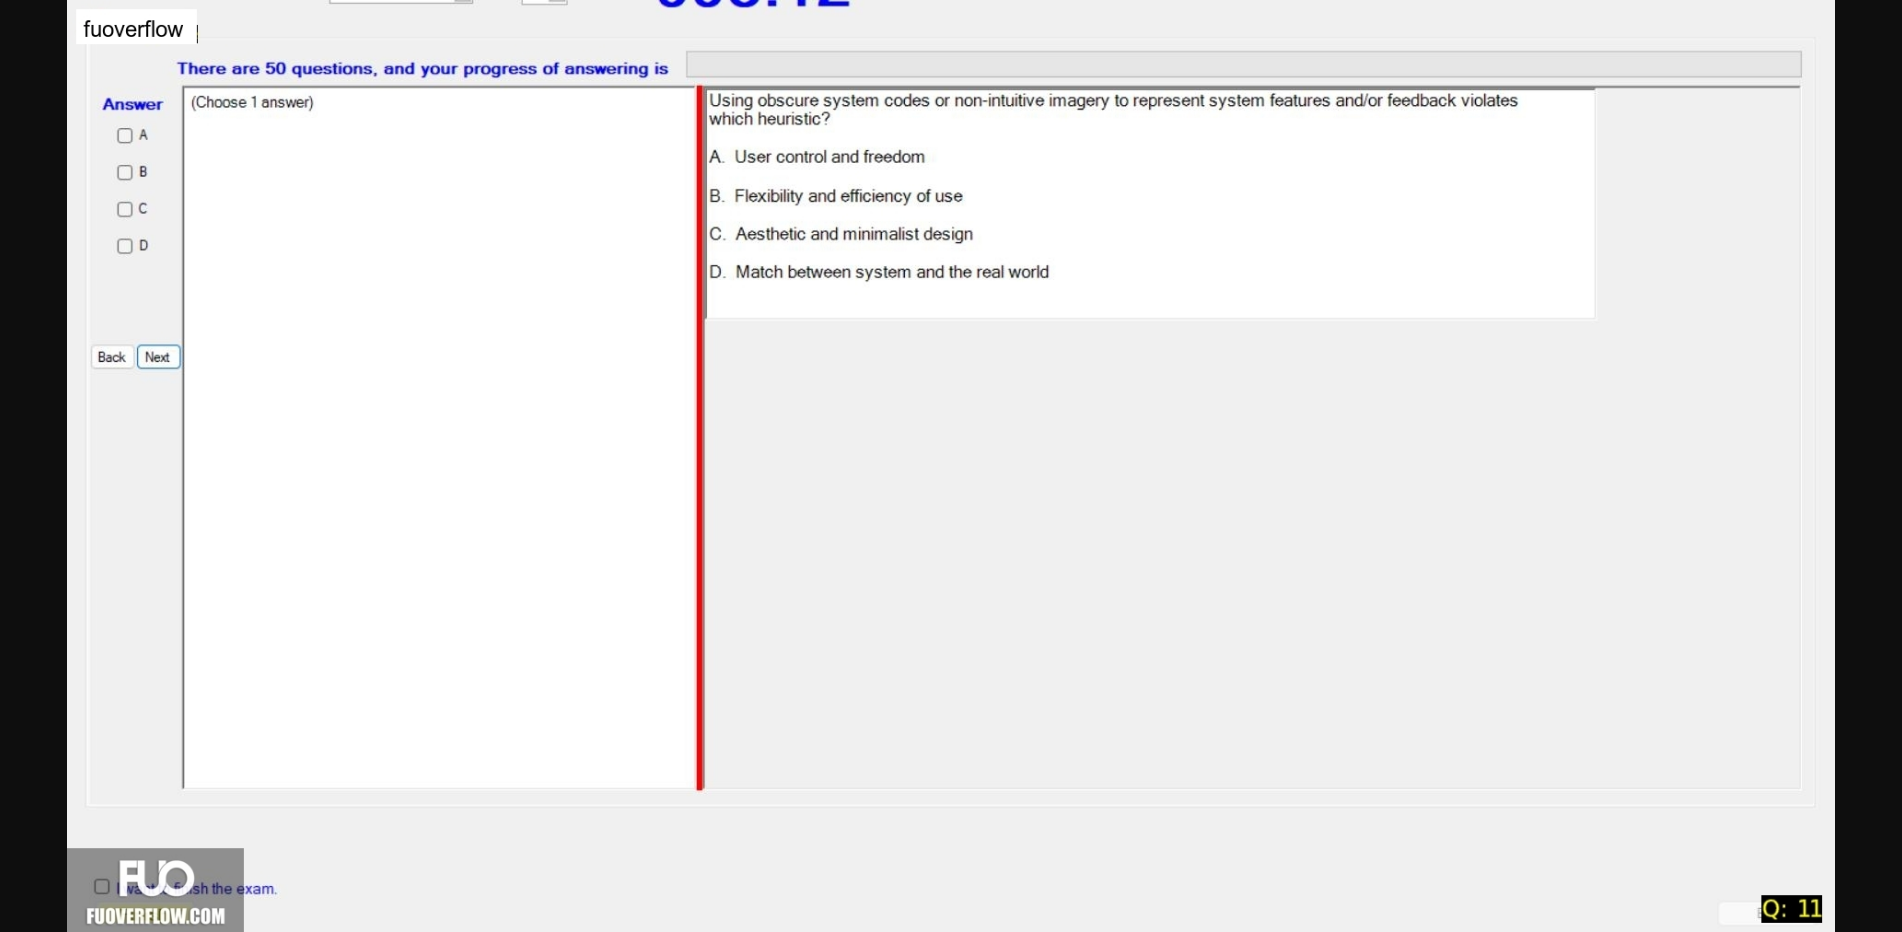 fuoverflow
There are 50 questions, and your progress of answering is
Answer
(Choose 1 answer)
A
B
C
D
Back
Next
Using obscure system codes or non-intuitive imagery to represent system features and/or feedback violates
which heuristic?
A. User control and freedom
B. Flexibility and efficiency of use
C. Aesthetic and minimalist design
D. Match between system and the real world
FUO
the exam.
FUOVERFLOW.COM
Q: 11